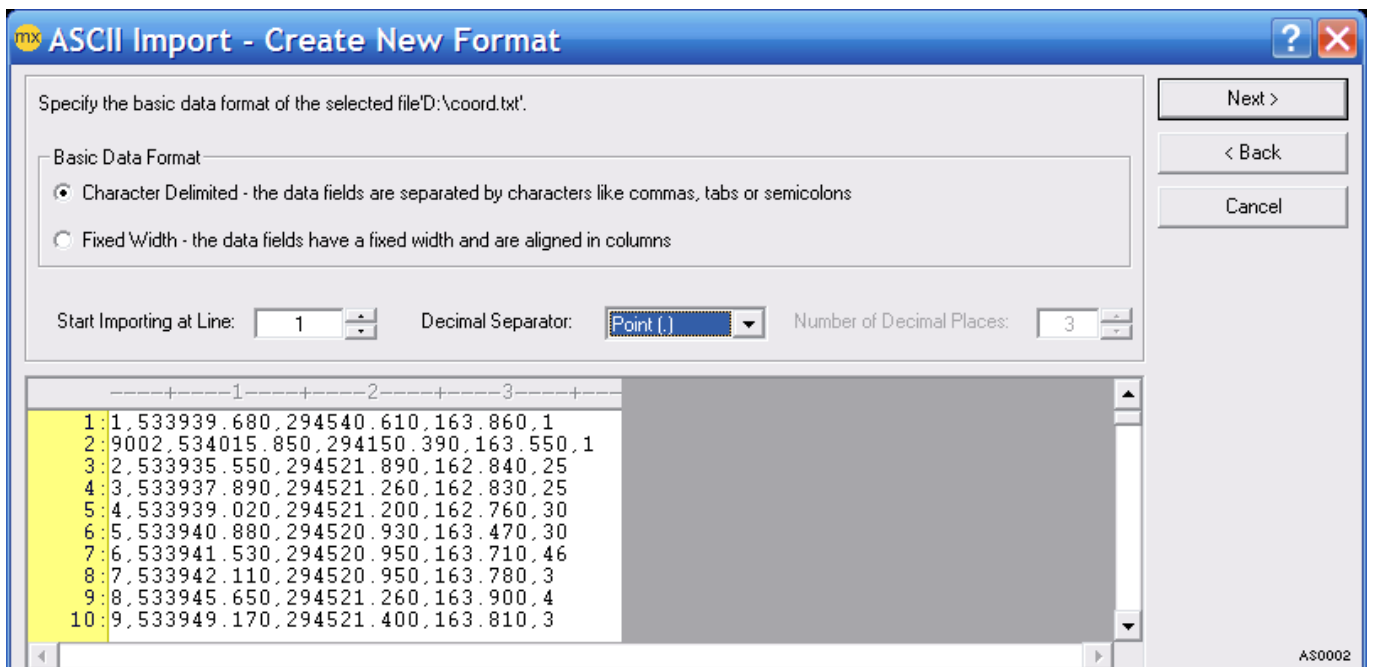 mx ASCII Import - Create New Format ?
Specify the basic data format of the selected file'D:\coord.txt'.
Next >
Basic Data Format
< Back
Character Delimited - the data fields are separated by characters like commas, tabs or semicolons
Cancel
Fixed Width - the data fields have a fixed width and are aligned in columns
Start Importing at Line: 1 Decimal Separator: Point (.) Number of Decimal Places: 3
----+----1----+----2----+----3----+---
1:1,533939.680,294540.610,163.860,1
2:9002,534015.850,294150.390,163.550,1
3:2,533935.550,294521.890,162.840,25
4:3,533937.890,294521.260,162.830,25
5:4,533939.020,294521.200,162.760,30
6:5,533940.880,294520.930,163.470,30
7:6,533941.530,294520.950,163.710,46
8:7,533942.110,294520.950,163.780,3
9:8,533945.650,294521.260,163.900,4
10:9,533949.170,294521.400,163.810,3
AS0002